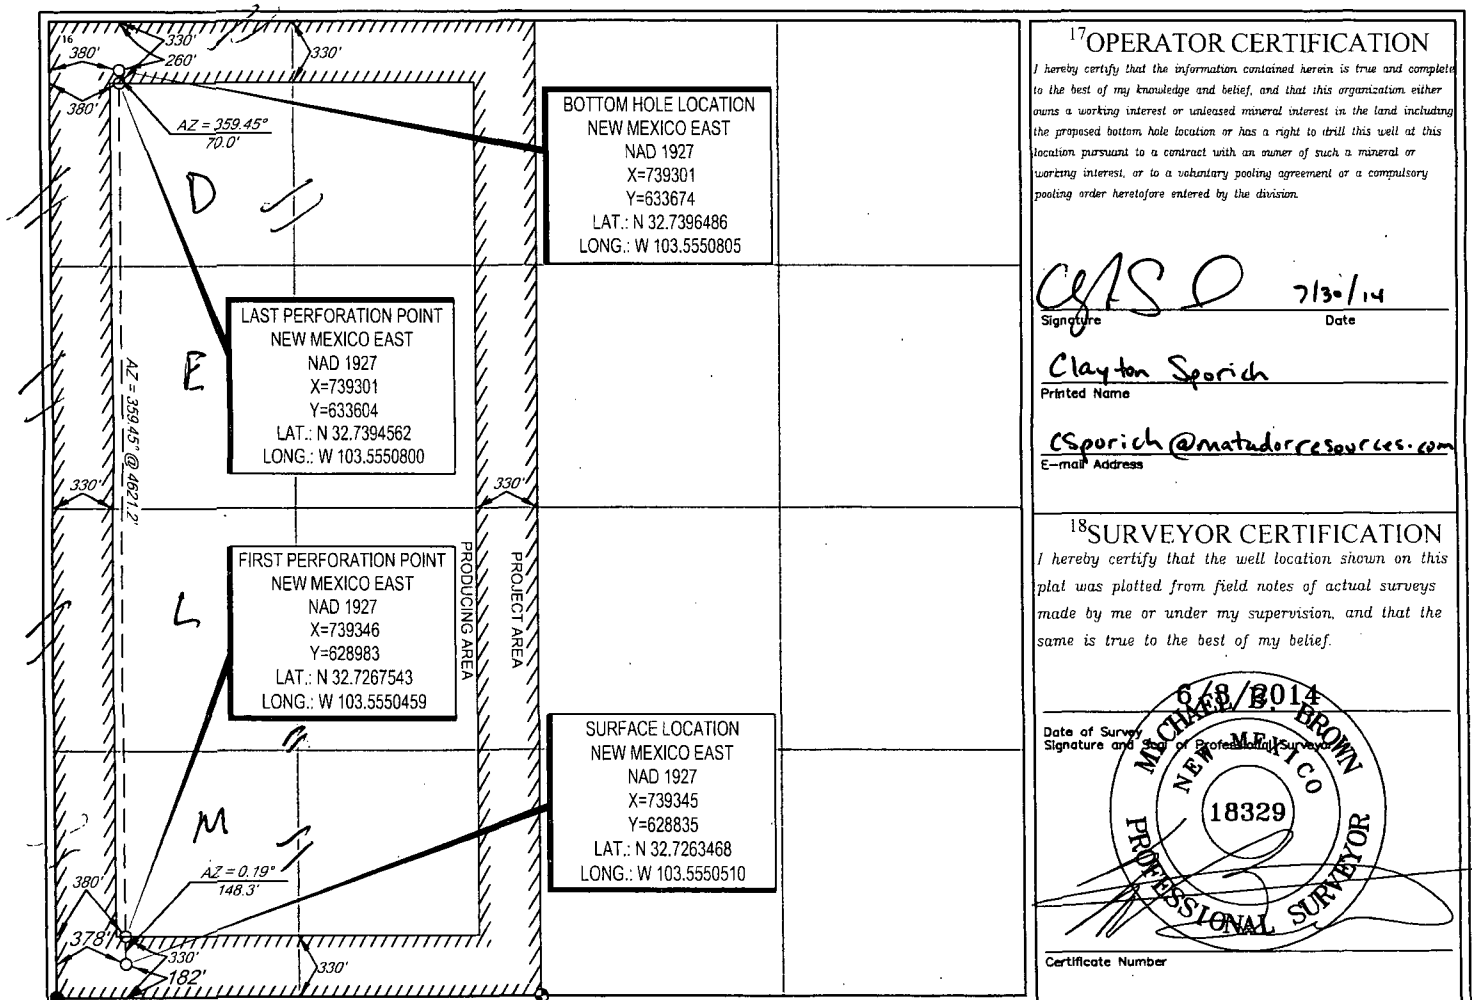 16
380'
330'
260'
330'
380'
AZ = 359.45°
70.0'
D
BOTTOM HOLE LOCATION
NEW MEXICO EAST
NAD 1927
X=739301
Y=633674
LAT.: N 32.7396486
LONG.: W 103.5550805
LAST PERFORATION POINT
NEW MEXICO EAST
NAD 1927
X=739301
Y=633604
LAT.: N 32.7394562
LONG.: W 103.5550800
E
AZ = 359.45° @ 4621.2'
330'
330'
L
FIRST PERFORATION POINT
NEW MEXICO EAST
NAD 1927
X=739346
Y=628983
LAT.: N 32.7267543
LONG.: W 103.5550459
PRODUCING AREA
PROJECT AREA
SURFACE LOCATION
NEW MEXICO EAST
NAD 1927
X=739345
Y=628835
LAT.: N 32.7263468
LONG.: W 103.5550510
M
AZ = 0.19°
148.3'
380'
378'
330'
182'
330'
17OPERATOR CERTIFICATION
I hereby certify that the information contained herein is true and complete
to the best of my knowledge and belief, and that this organization either
owns a working interest or unleased mineral interest in the land including
the proposed bottom hole location or has a right to drill this well at this
location pursuant to a contract with an owner of such a mineral or
working interest, or to a voluntary pooling agreement or a compulsory
pooling order heretofore entered by the division.
7/30/14
Signature Date
Clayton Sporich
Printed Name
CSporich@matadorresources.com
E-mail Address
18SURVEYOR CERTIFICATION
I hereby certify that the well location shown on this
plat was plotted from field notes of actual surveys
made by me or under my supervision, and that the
same is true to the best of my belief.
6/8/2014
Date of Survey
Signature and Seal of Professional Surveyor
MICHAEL B. BROWN
NEW MEXICO
18329
PROFESSIONAL SURVEYOR
Certificate Number